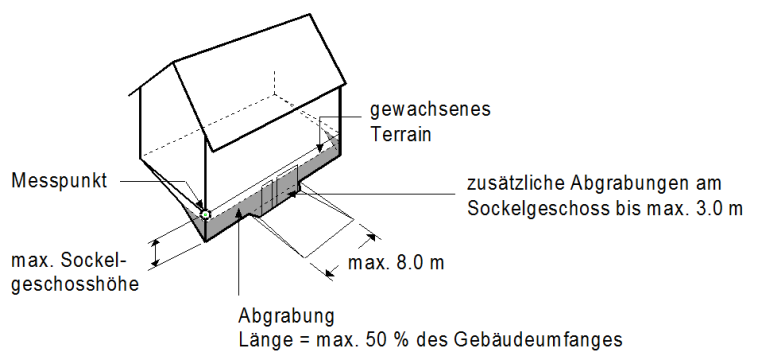 gewachsenes
Terrain
Messpunkt
zusätzliche Abgrabungen am
Sockelgeschoss bis max. 3.0 m
max. Sockel-
geschosshöhe
max. 8.0 m
Abgrabung
Länge = max. 50 % des Gebäudeumfanges